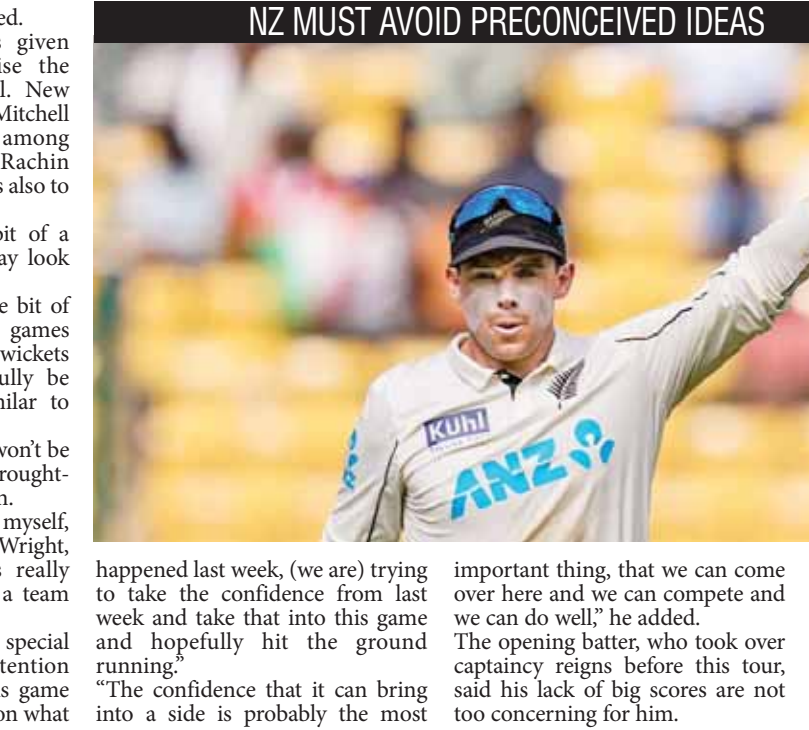 ed.
s given
ise the
l. New
Mitchell
among
Rachin
s also to
bit of a
ay look
e bit of
games
wickets
ully be
nilar to
won't be
rought-
n.
myself,
Wright,
s really
a team
special
tention
is game
on what
NZ MUST AVOID PRECONCEIVED IDEAS
KÜHL
ANZ
happened last week, (we are) trying
to take the confidence from last
week and take that into this game
and hopefully hit the ground
running.”
“The confidence that it can bring
into a side is probably the most
important thing, that we can come
over here and we can compete and
we can do well,” he added.
The opening batter, who took over
captaincy reigns before this tour,
said his lack of big scores are not
too concerning for him.